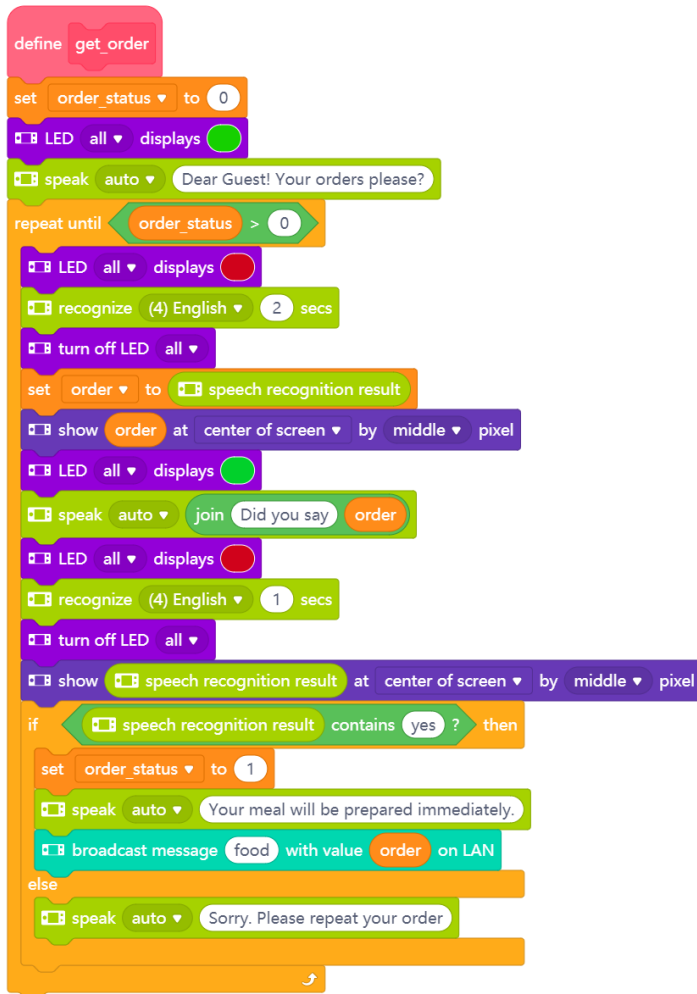 define get_order
set order_status to 0
LED all displays
speak auto Dear Guest! Your orders please?
repeat until order_status > 0
LED all displays
recognize (4) English 2 secs
turn off LED all
set order to speech recognition result
show order at center of screen by middle pixel
LED all displays
speak auto join Did you say order
LED all displays
recognize (4) English 1 secs
turn off LED all
show speech recognition result at center of screen by middle pixel
if speech recognition result contains yes ? then
set order_status to 1
speak auto Your meal will be prepared immediately.
broadcast message food with value order on LAN
else
speak auto Sorry. Please repeat your order